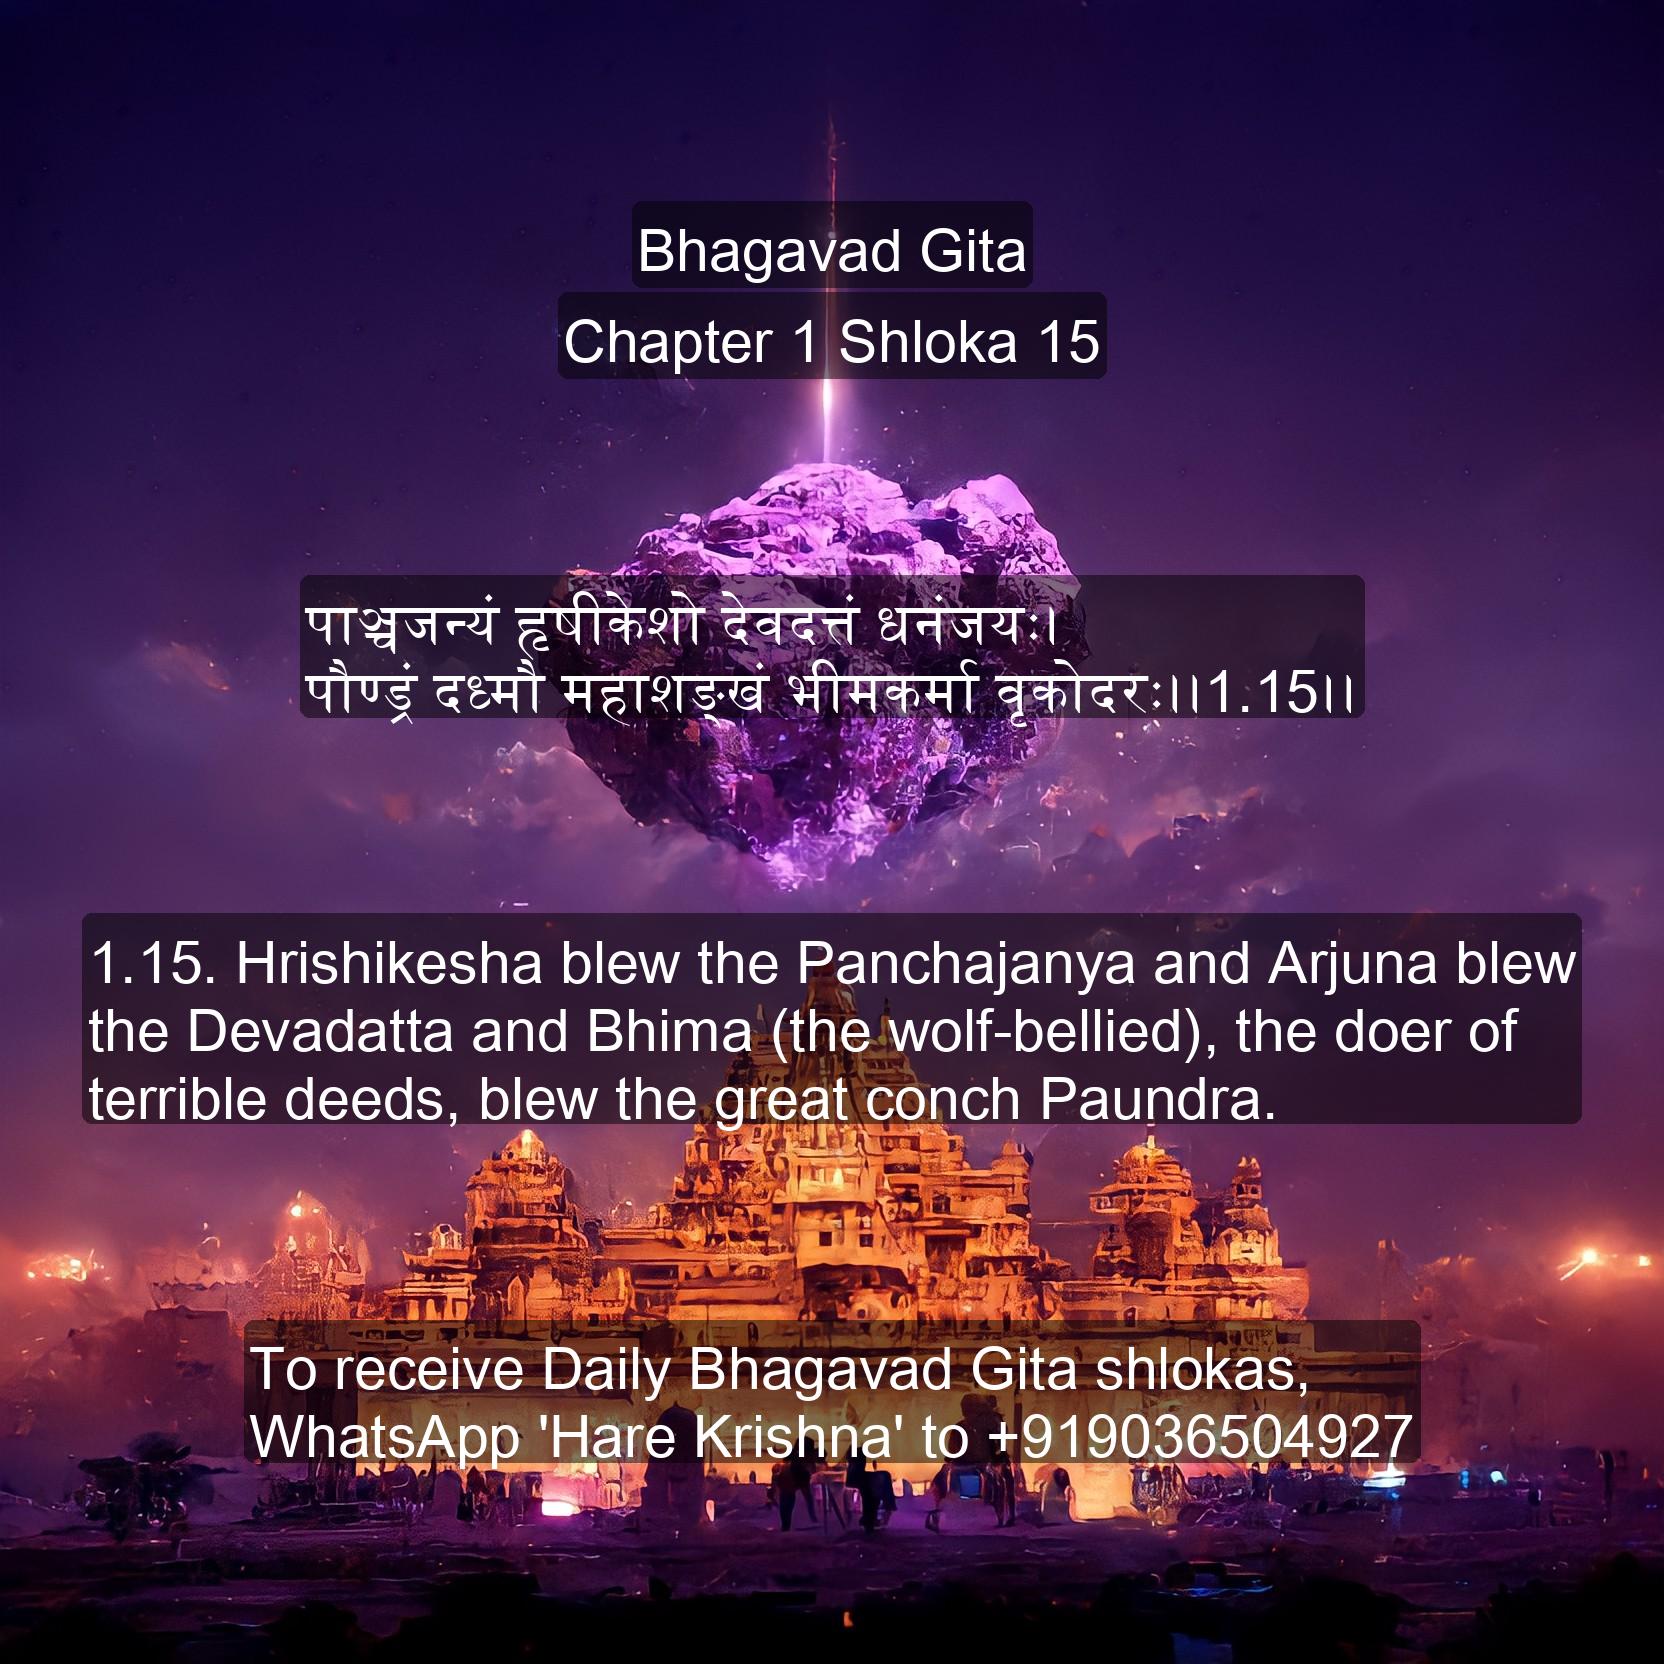 Bhagavad Gita
Chapter 1 Shloka 15
पाञ्चजन्यं हृषीकेशो देवदत्तं धनंजयः।
पौण्ड्रं दध्मौ महाशङ्खं भीमकर्मा वृकोदरः।।1.15।।
1.15. Hrishikesha blew the Panchajanya and Arjuna blew
the Devadatta and Bhima (the wolf-bellied), the doer of
terrible deeds, blew the great conch Paundra.
To receive Daily Bhagavad Gita shlokas,
WhatsApp 'Hare Krishna' to +919036504927